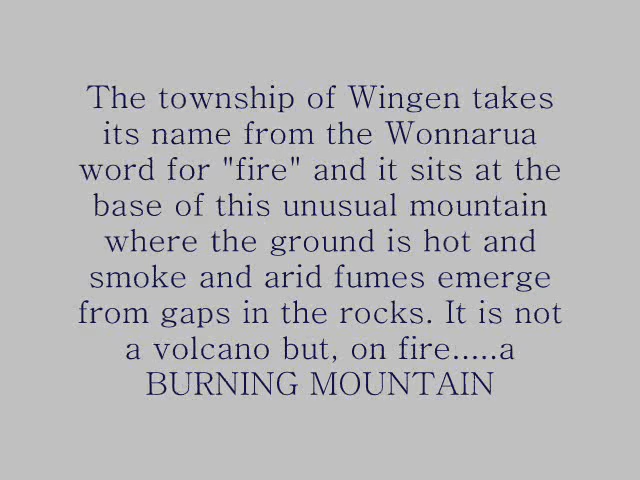 The township of Wingen takes
its name from the Wonnarua
word for "fire" and it sits at the
base of this unusual mountain
where the ground is hot and
smoke and arid fumes emerge
from gaps in the rocks. It is not
a volcano but, on fire.....a
BURNING MOUNTAIN